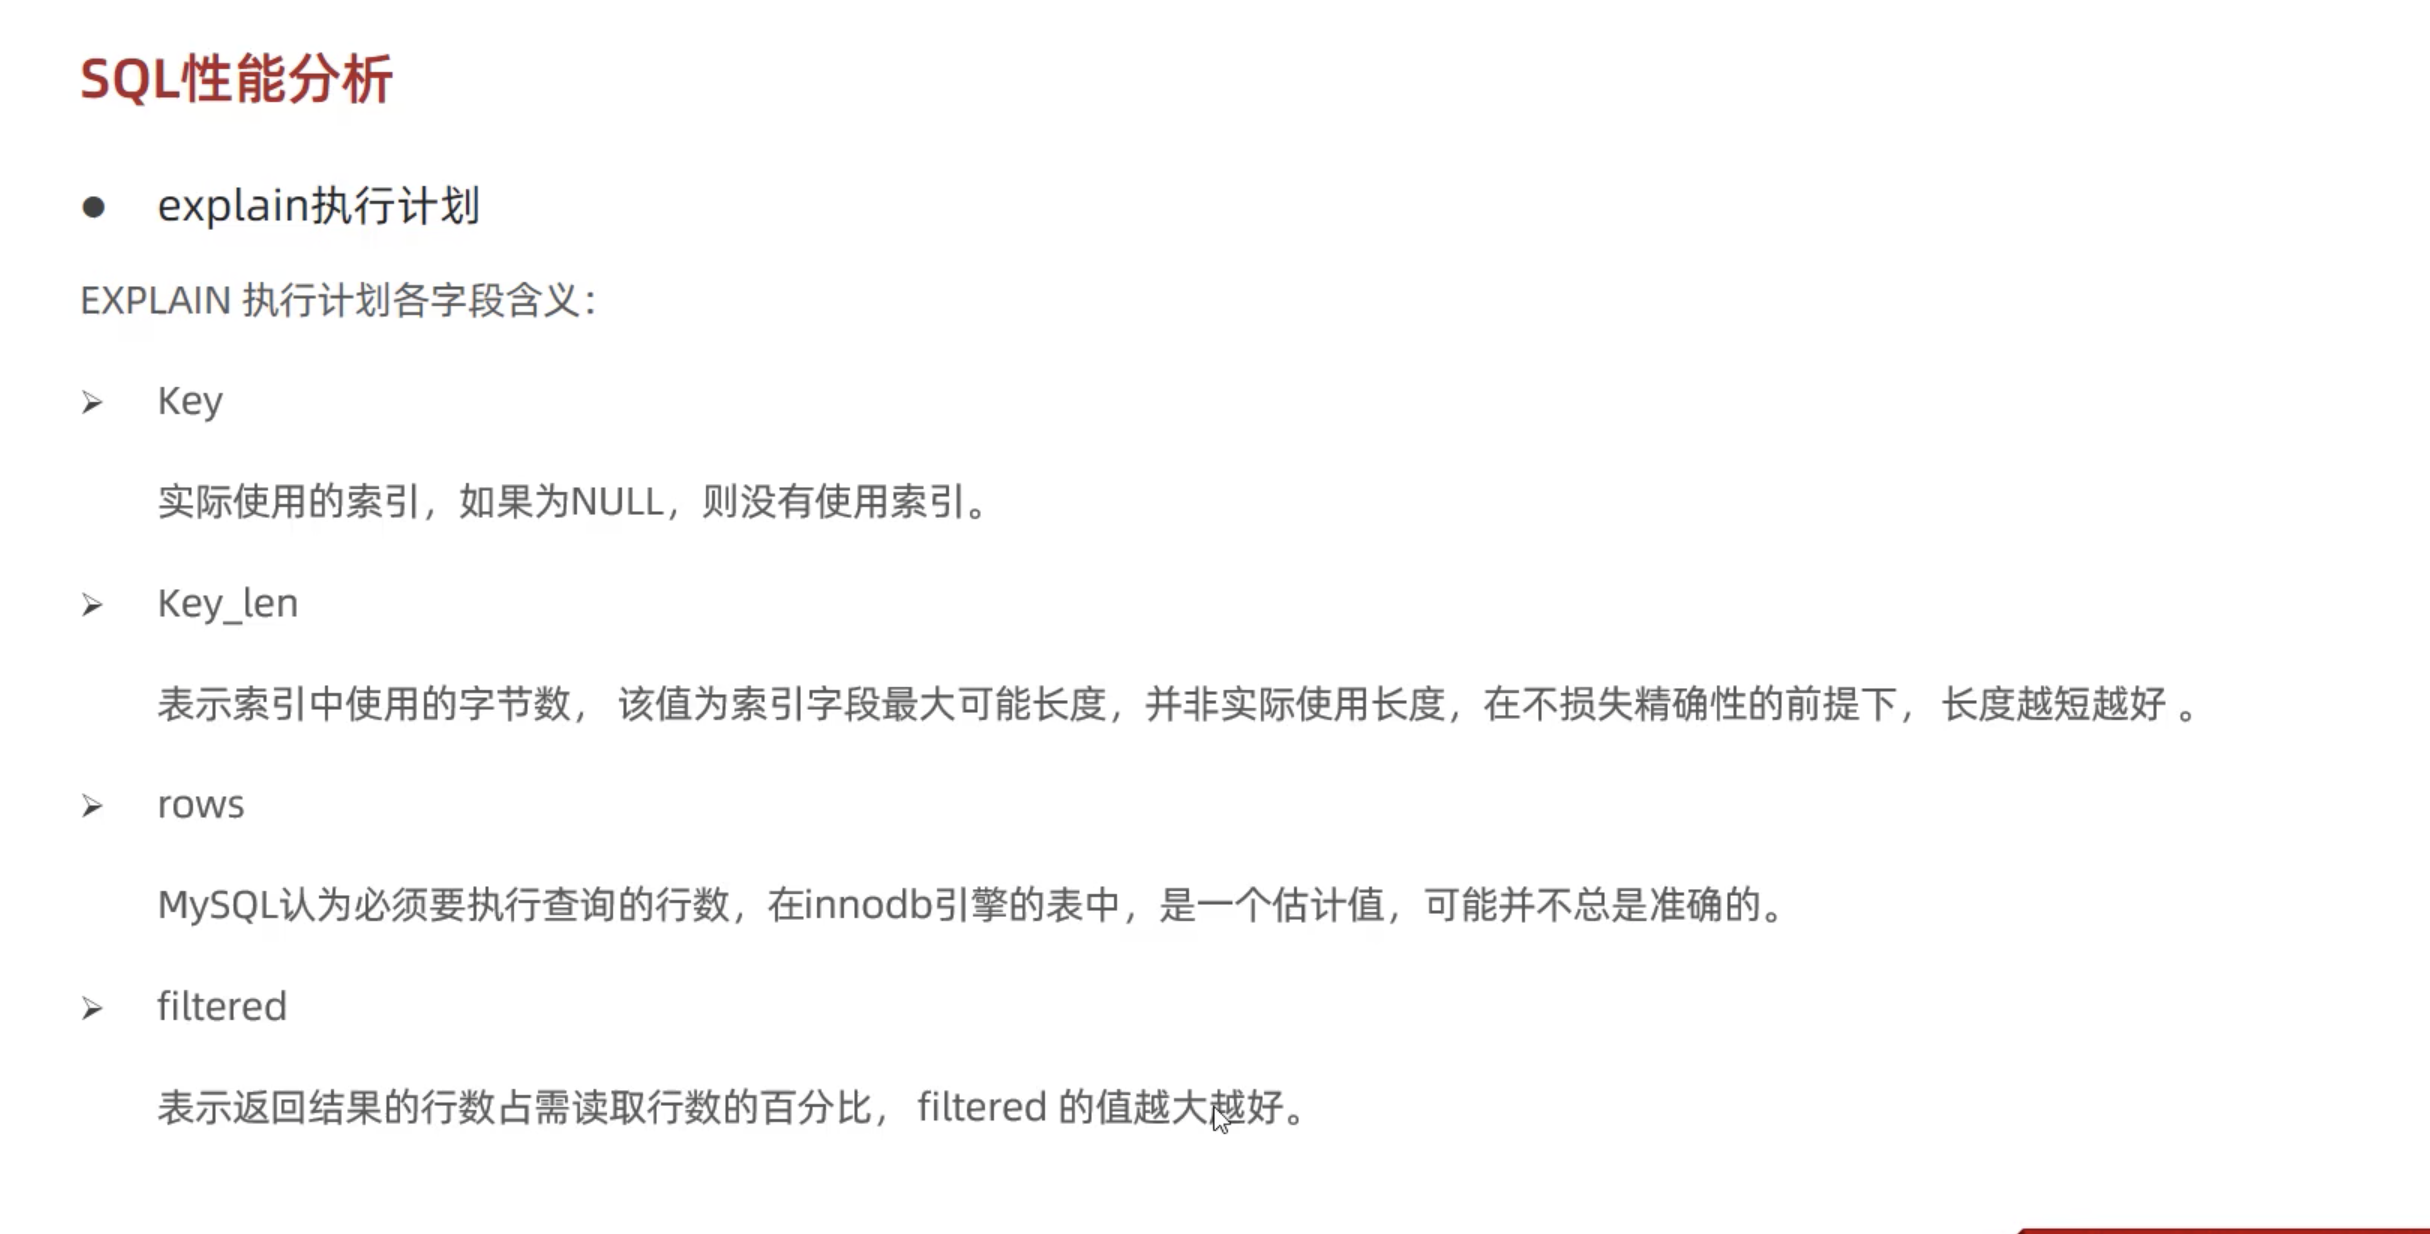 SQL性能分析
explain执行计划
EXPLAIN 执行计划各字段含义：
Key
实际使用的索引，如果为NULL，则没有使用索引。
Key_len
表示索引中使用的字节数， 该值为索引字段最大可能长度，并非实际使用长度，在不损失精确性的前提下， 长度越短越好 。
rows
MySQL认为必须要执行查询的行数，在innodb引擎的表中，是一个估计值，可能并不总是准确的。
filtered
表示返回结果的行数占需读取行数的百分比， filtered 的值越大越好。